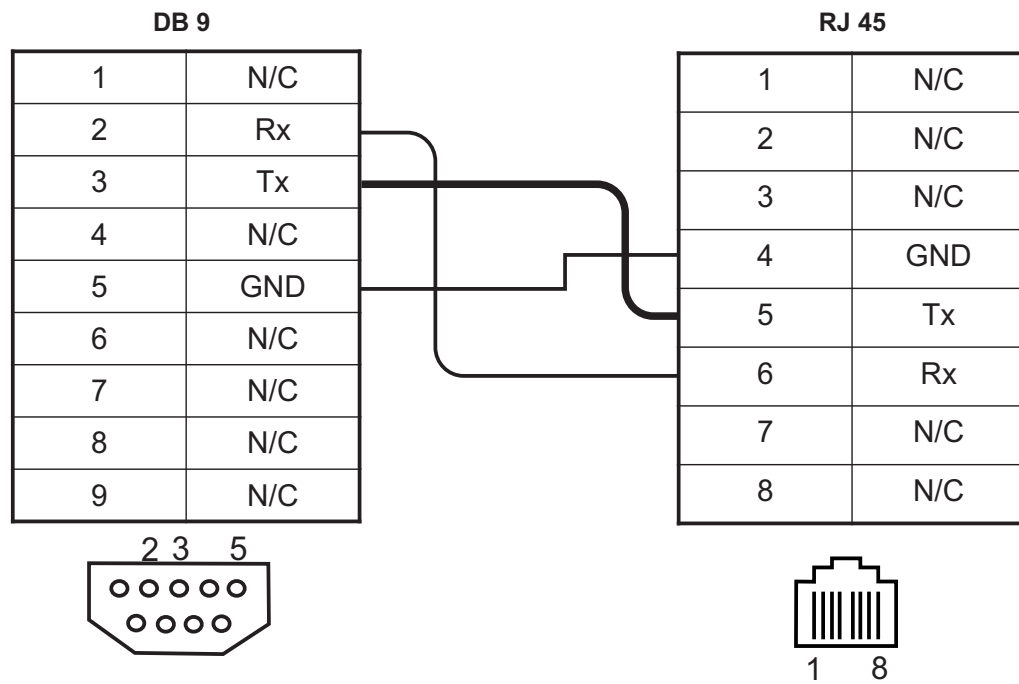 DB 9
1 N/C
2 Rx
3 Tx
4 N/C
5 GND
6 N/C
7 N/C
8 N/C
9 N/C
2 3 5
RJ 45
1 N/C
2 N/C
3 N/C
4 GND
5 Tx
6 Rx
7 N/C
8 N/C
1 8